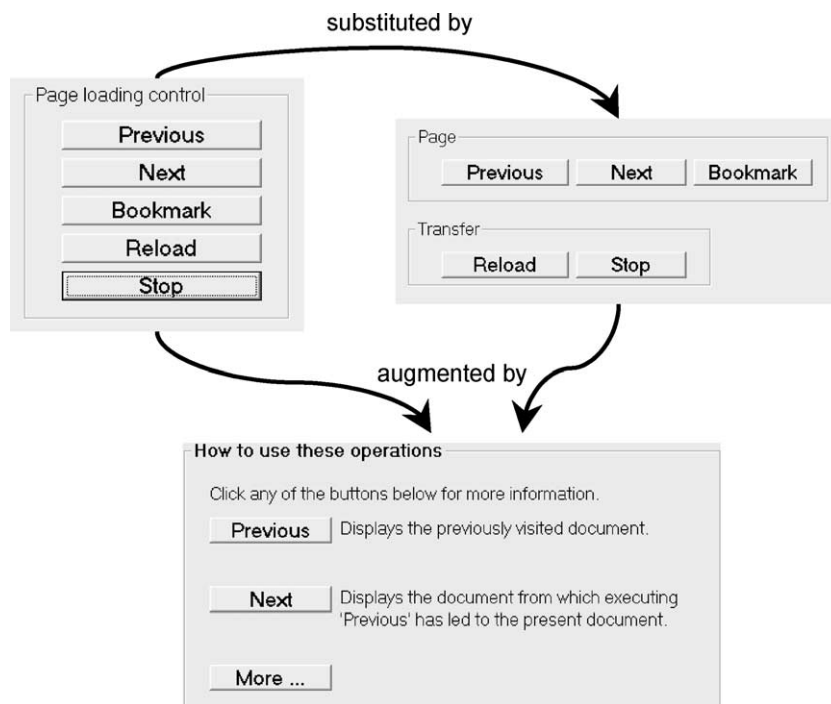 substituted by
Page loading control
Previous
Next
Bookmark
Reload
Stop
Page
Previous Next Bookmark
Transfer
Reload Stop
augmented by
How to use these operations
Click any of the buttons below for more information.
Previous Displays the previously visited document.
Next Displays the document from which executing
'Previous' has led to the present document.
More ...